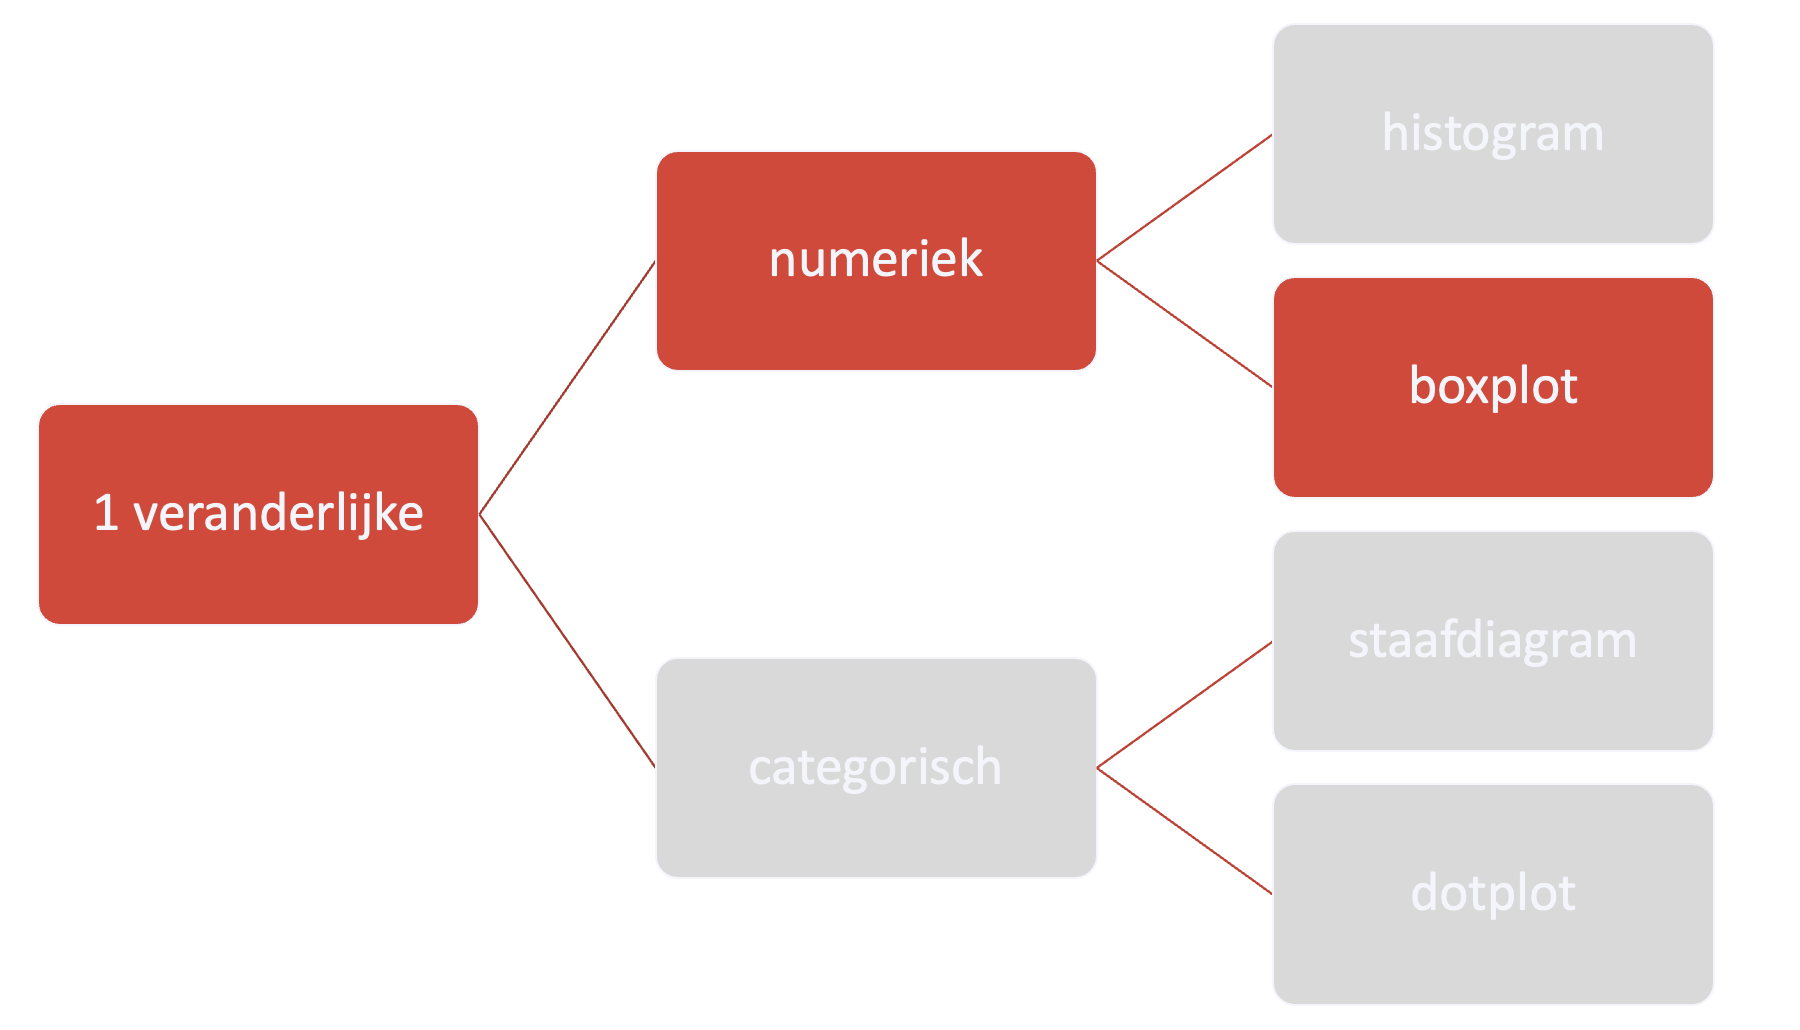 1 veranderlijke
numeriek
histogram
boxplot
categorisch
staafdiagram
dotplot